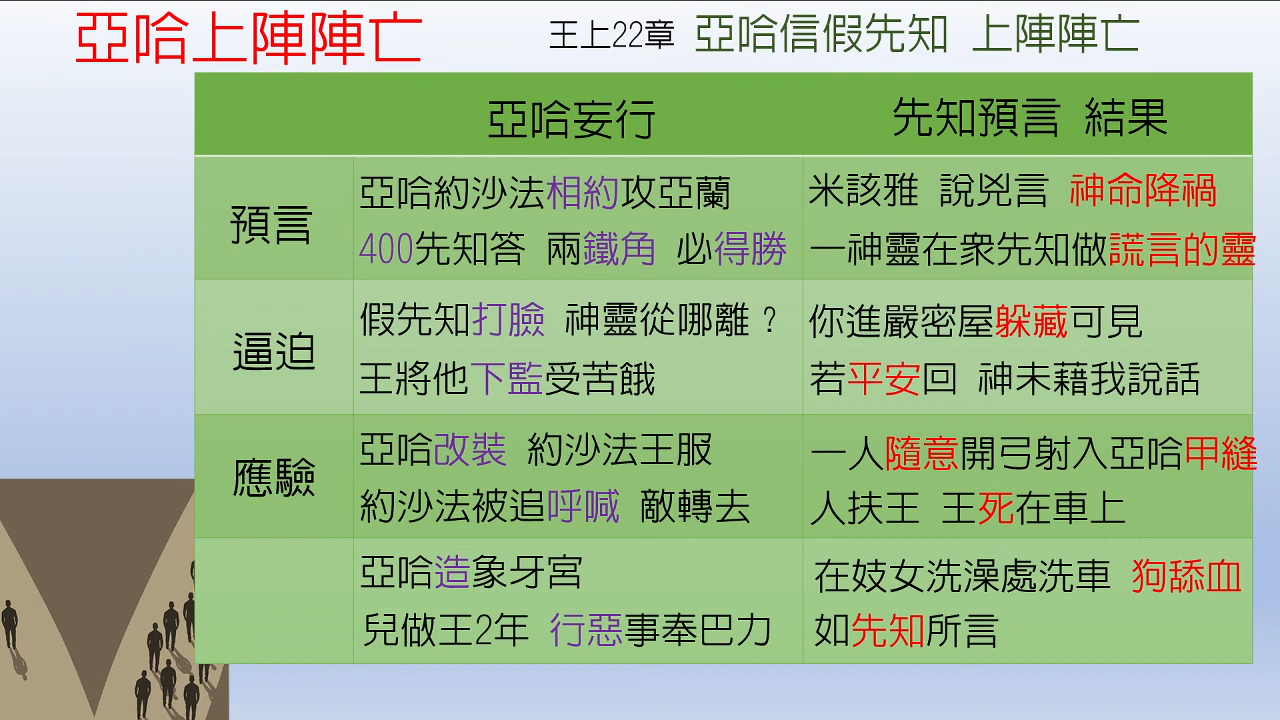 亞哈上陣陣亡
王上22章 亞哈信假先知 上陣陣亡
亞哈妄行 先知預言 結果
預言
亞哈約沙法相約攻亞蘭
400先知答 兩鐵角 必得勝
米該雅 說兇言 神命降禍
一神靈在衆先知做謊言的靈
逼迫
假先知打臉 神靈從哪離？
王將他下監受苦餓
你進嚴密屋躲藏可見
若平安回 神未藉我說話
應驗
亞哈改裝 約沙法王服
約沙法被追呼喊 敵轉去
一人隨意開弓射入亞哈甲縫
人扶王 王死在車上
亞哈造象牙宮
兒做王2年 行惡事奉巴力
在妓女洗澡處洗車 狗舔血
如先知所言